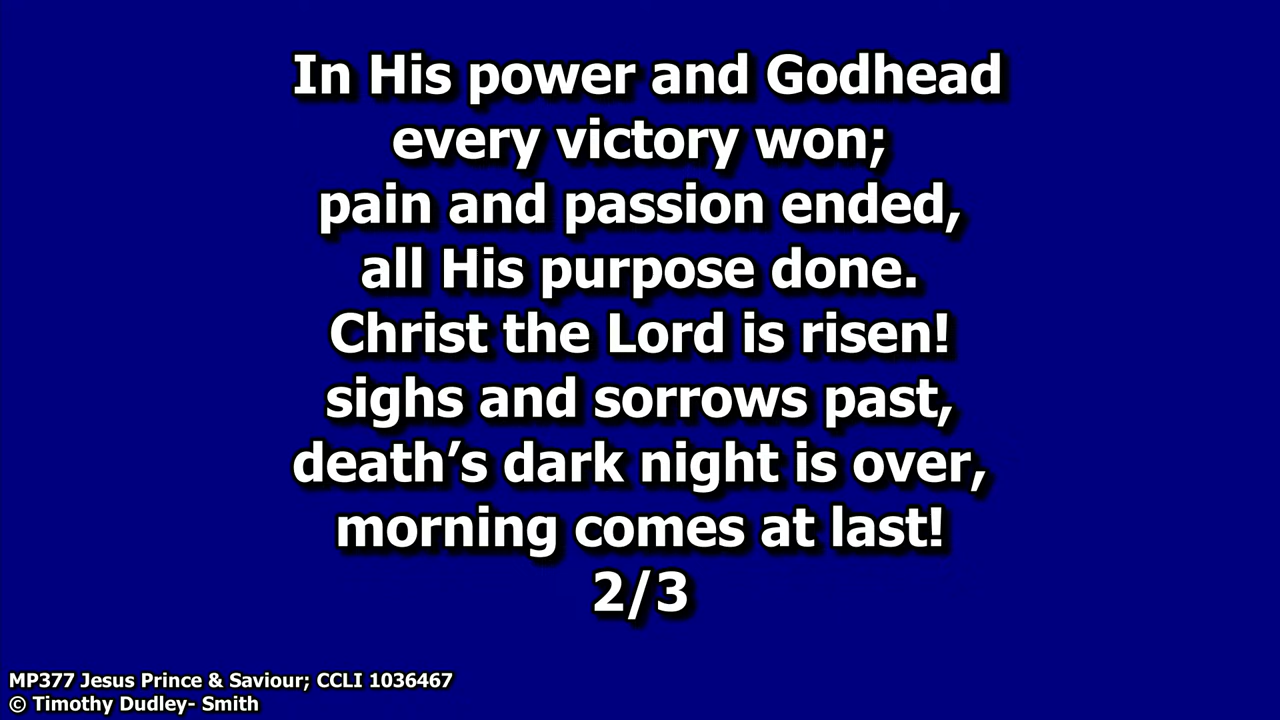 In His power and Godhead
every victory won;
pain and passion ended,
all His purpose done.
Christ the Lord is risen!
sighs and sorrows past,
death’s dark night is over,
morning comes at last!
2/3
MP377 Jesus Prince & Saviour; CCLI 1036467
© Timothy Dudley- Smith